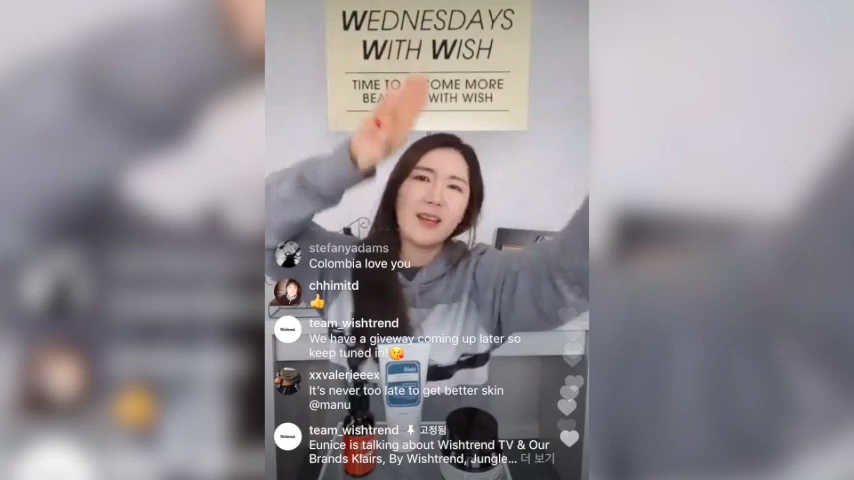 WEDNESDAYS
WITH WISH
TIME TO COME MORE
WITH WISH
stefanyadams
Colombia love you
chhimitd
👍
team_wishtrend
We have a giveway coming up later so
keep tuned in!😘
xxvalerieeex
It's never too late to get better skin
@manu
team_wishtrend 📌 고정됨
Eunice is talking about Wishtrend TV & Our
Brands Klairs, By Wishtrend, Jungle... 더 보기